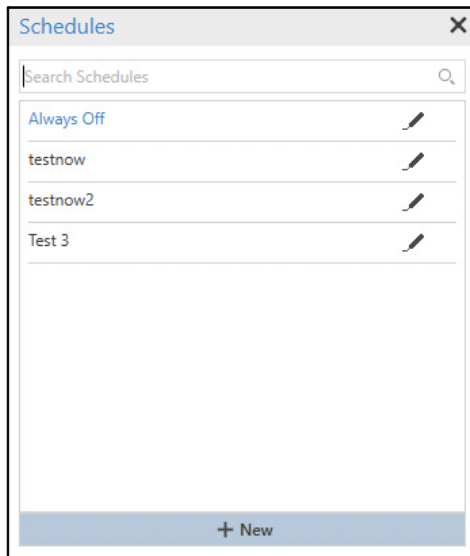 Schedules
Search Schedules
Always Off
testnow
testnow2
Test 3
+ New